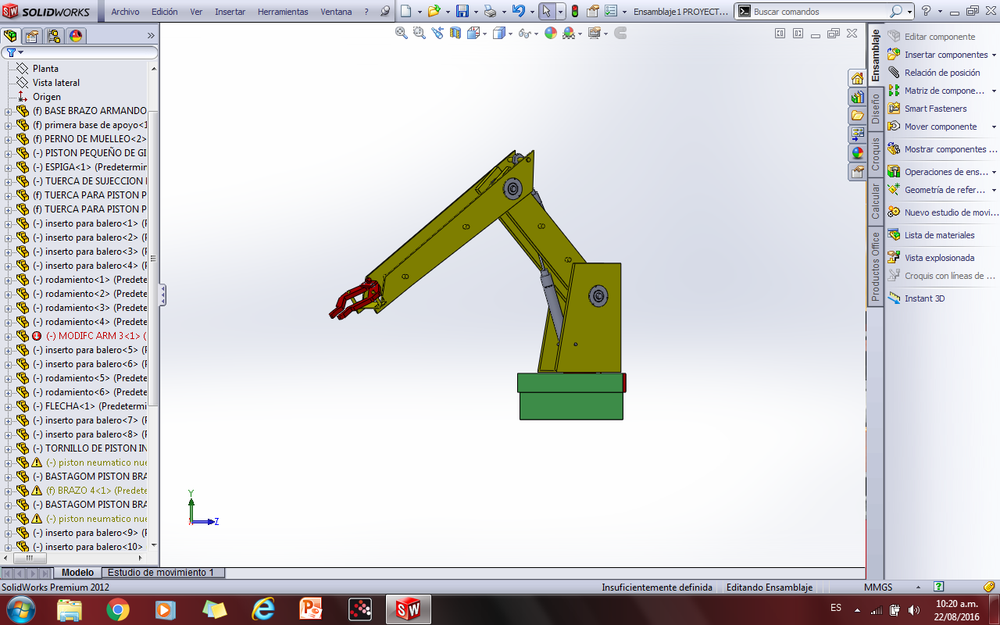 SOLIDWORKS
Archivo Edición Ver Insertar Herramientas Ventana ?
Ensamblaje1 PROYECT...
Buscar comandos
Planta
Vista lateral
Origen
(f) BASE BRAZO ARMANDO
(f) primera base de apoyo<1
(f) PERNO DE MUELLEO<2>
(-) PISTON PEQUEÑO DE GI
(-) ESPIGA<1> (Predetermin
(-) TUERCA DE SUJECCION
(f) TUERCA PARA PISTON P
(f) TUERCA PARA PISTON P
(-) inserto para balero<1> (F
(-) inserto para balero<2> (F
(-) inserto para balero<3> (F
(-) inserto para balero<4> (F
(-) rodamiento<1> (Predete
(-) rodamiento<2> (Predete
(-) rodamiento<3> (Predete
(-) rodamiento<4> (Predete
(-) MODIFC ARM 3<1> (
(-) inserto para balero<5> (F
(-) inserto para balero<6> (F
(-) rodamiento<5> (Predete
(-) rodamiento<6> (Predete
(-) FLECHA<1> (Predetermi
(-) inserto para balero<7> (F
(-) inserto para balero<8> (F
(-) TORNILLO DE PISTON IN
(-) piston neumatico nue
(-) BASTAGOM PISTON BRA
(f) BRAZO 4<1> (Predete
(-) BASTAGOM PISTON BRA
(-) piston neumatico nue
(-) inserto para balero<9> (F
(-) inserto para balero<10>
Y
Z
Ensamblaje
Diseño
Croquis
Calcular
Productos Office
Editar componente
Insertar componentes
Relación de posición
Matriz de compone...
Smart Fasteners
Mover componente
Mostrar componentes ...
Operaciones de ens...
Geometría de refer...
Nuevo estudio de movi...
Lista de materiales
Vista explosionada
Croquis con líneas de ...
Instant 3D
Modelo
Estudio de movimiento 1
SolidWorks Premium 2012
Insuficientemente definida
Editando Ensamblaje
MMGS
ES
10:20 a.m.
22/08/2016